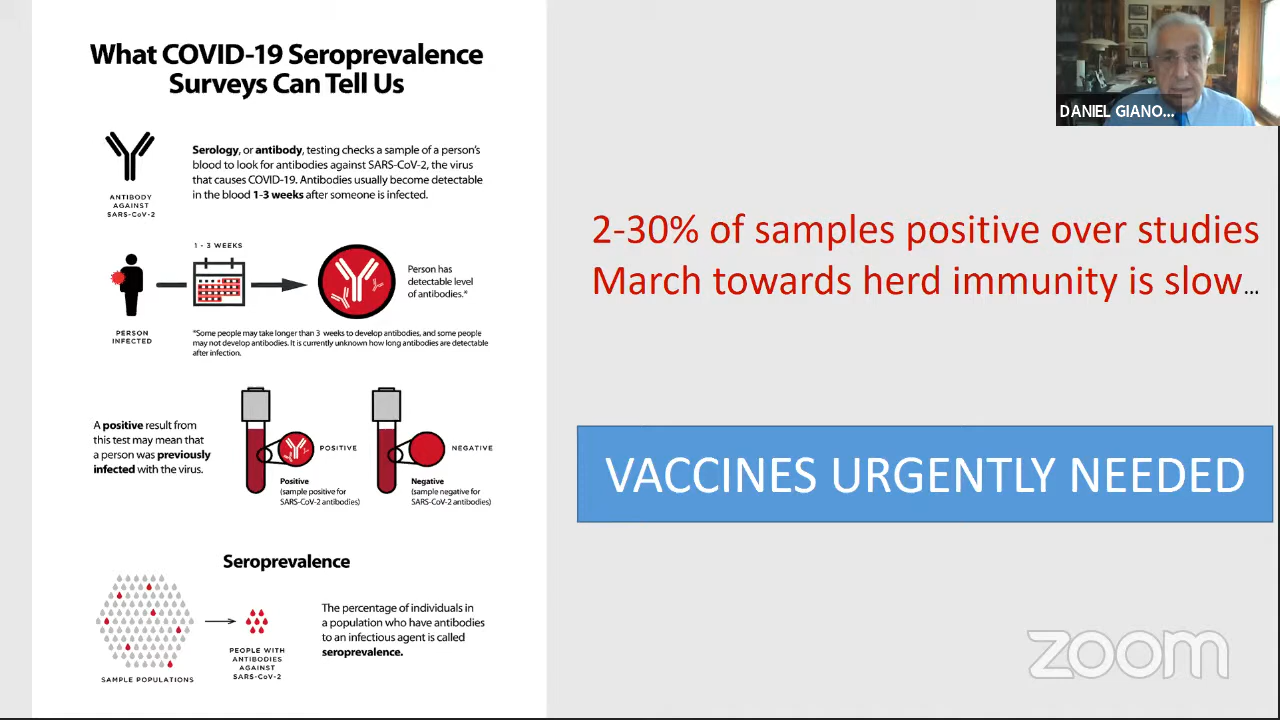 What COVID-19 Seroprevalence
Surveys Can Tell Us
ANTIBODY
AGAINST
SARS-CoV-2
Serology, or antibody, testing checks a sample of a person's
blood to look for antibodies against SARS-CoV-2, the virus
that causes COVID-19. Antibodies usually become detectable
in the blood 1-3 weeks after someone is infected.
1 - 3 WEEKS
PERSON
INFECTED
Person has
detectable level
of antibodies.*
*Some people may take longer than 3 weeks to develop antibodies, and some people
may not develop antibodies. It is currently unknown how long antibodies are detectable
after infection.
A positive result from
this test may mean that
a person was previously
infected with the virus.
POSITIVE
Positive
(sample positive for
SARS-CoV-2 antibodies)
NEGATIVE
Negative
(sample negative for
SARS-CoV-2 antibodies)
Seroprevalence
SAMPLE POPULATIONS
PEOPLE WITH
ANTIBODIES
AGAINST
SARS-CoV-2
The percentage of individuals in
a population who have antibodies
to an infectious agent is called
seroprevalence.
DANIEL GIANO...
2-30% of samples positive over studies
March towards herd immunity is slow...
VACCINES URGENTLY NEEDED
zoom